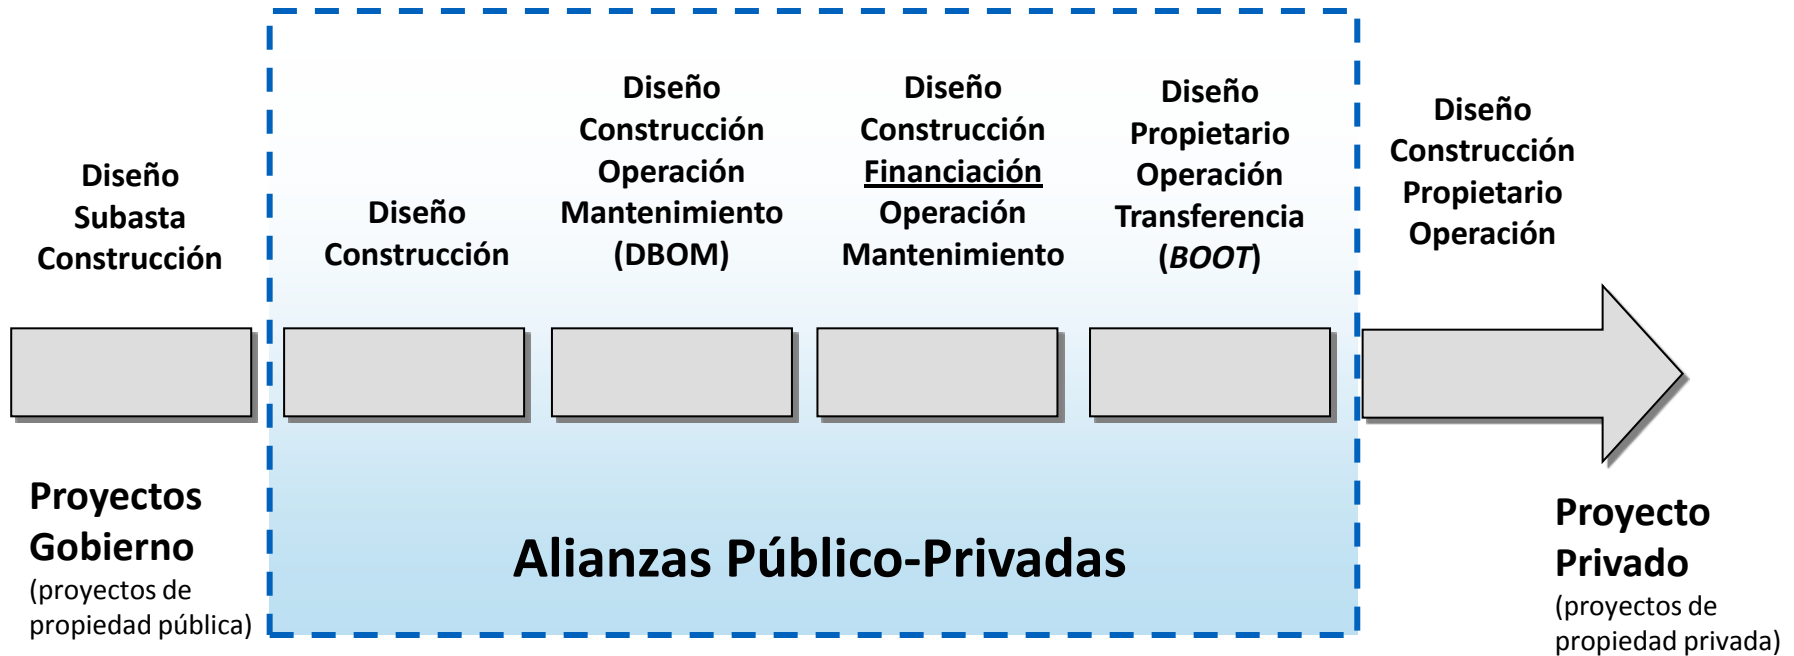 Diseño
Subasta
Construcción
Diseño
Construcción
Diseño
Construcción
Operación
Mantenimiento
(DBOM)
Diseño
Construcción
Financiación
Operación
Mantenimiento
Diseño
Propietario
Operación
Transferencia
(BOOT)
Diseño
Construcción
Propietario
Operación
Proyectos
Gobierno
(proyectos de
propiedad pública)
Alianzas Público-Privadas
Proyecto
Privado
(proyectos de
propiedad privada)